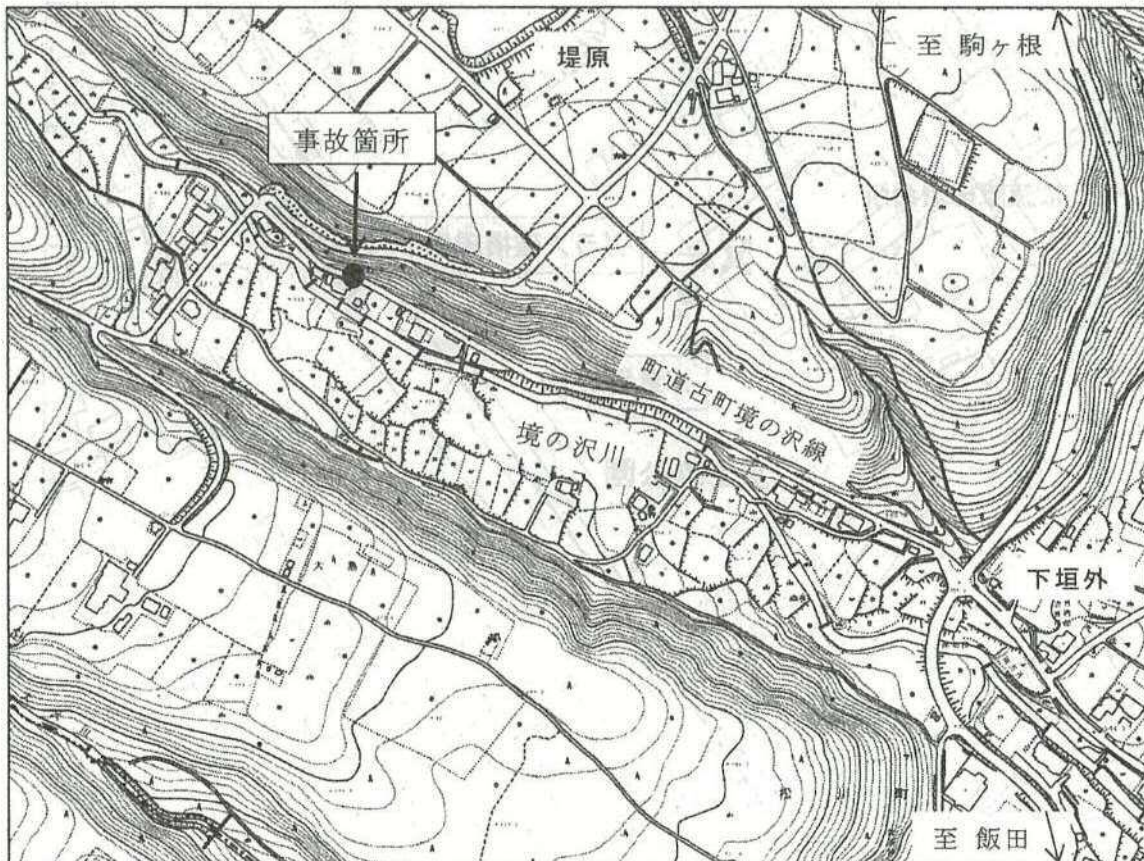 堤原
至 駒ヶ根
事故箇所
町道古町境の沢線
境の沢川
下垣外
至 飯田